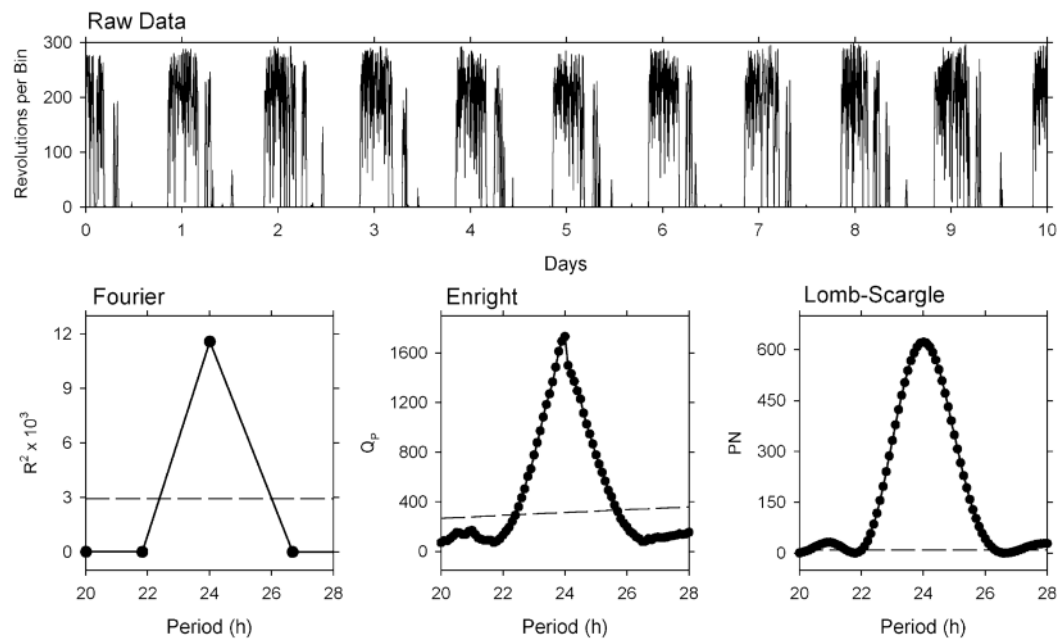 Raw Data
Revolutions per Bin
300
200
100
0
0 1 2 3 4 5 6 7 8 9 10
Days
Fourier
R² x 10³
12
9
6
3
0
20 22 24 26 28
Period (h)
Enright
Q_P
1600
1200
800
400
0
20 22 24 26 28
Period (h)
Lomb-Scargle
PN
600
450
300
150
0
20 22 24 26 28
Period (h)